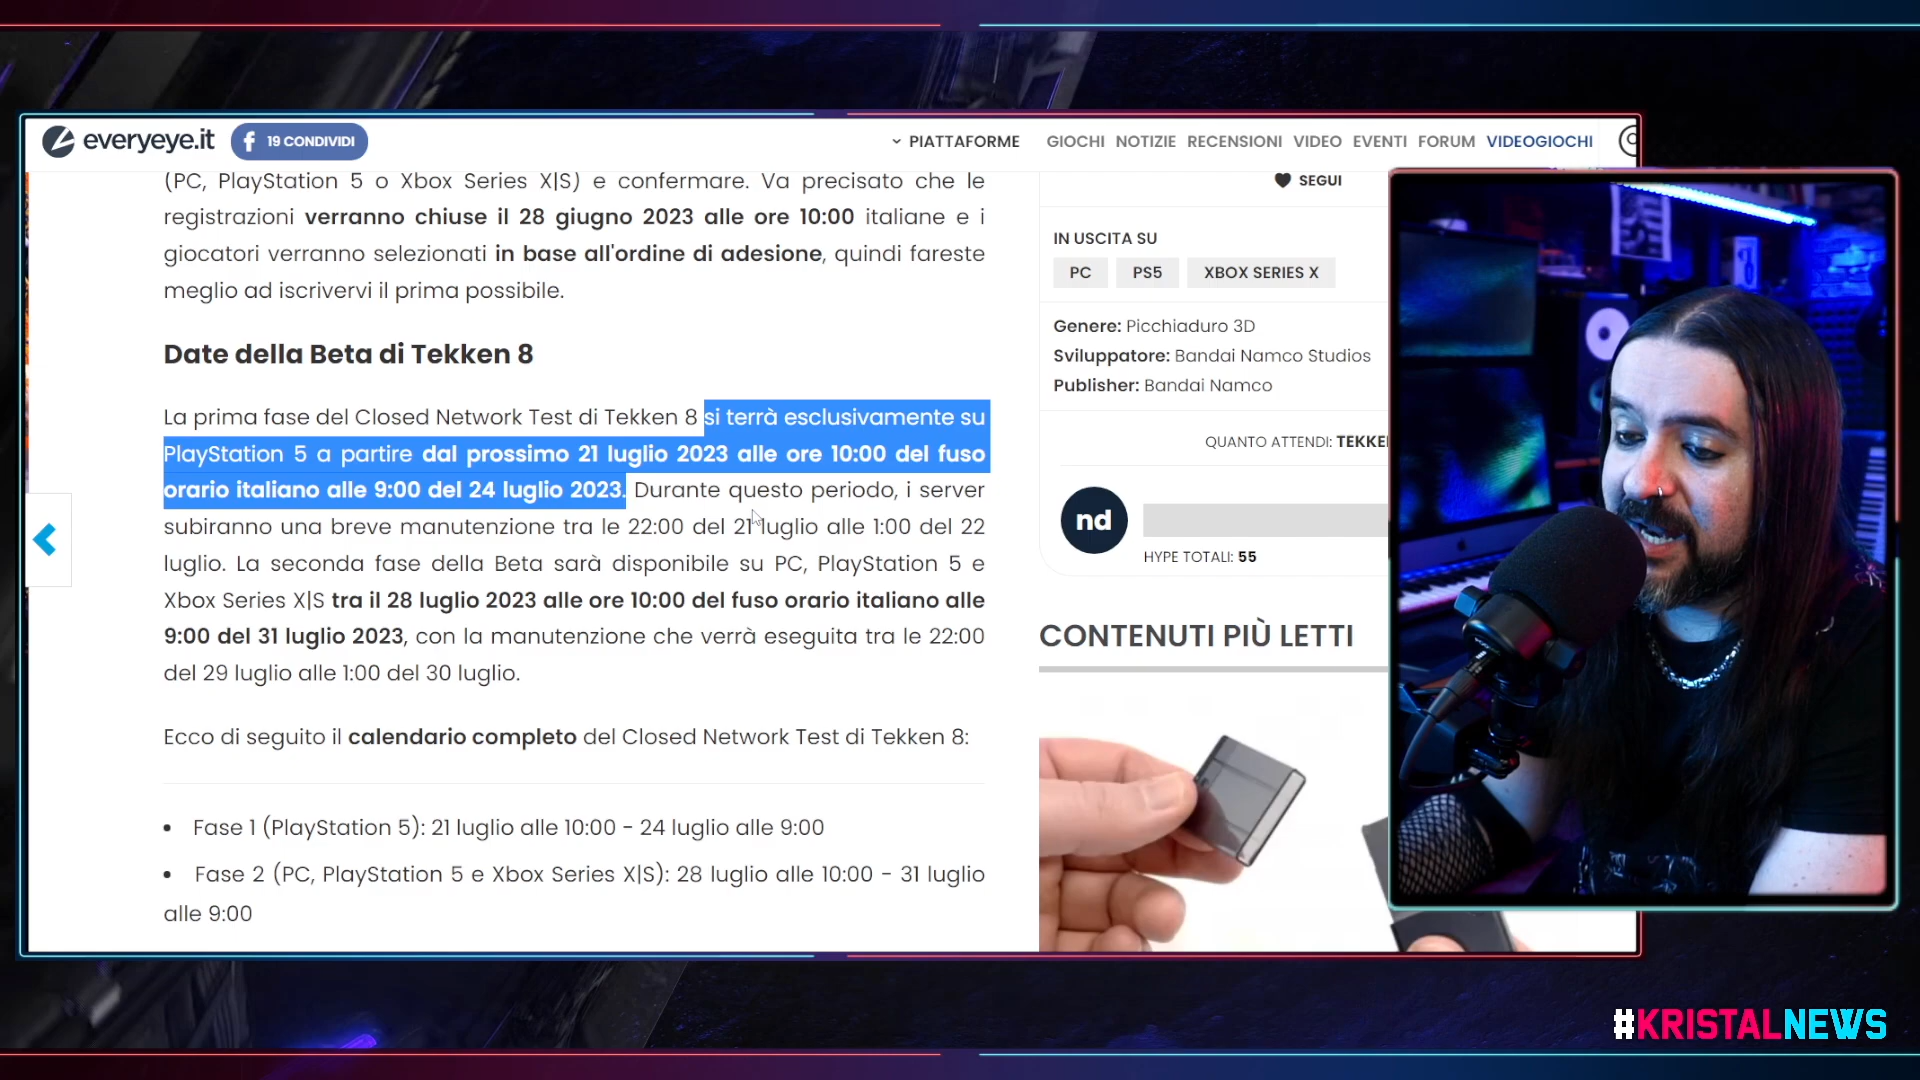 everyeye.it
19 CONDIVIDI
PIATTAFORME GIOCHI NOTIZIE RECENSIONI VIDEO EVENTI FORUM VIDEOGIOCHI
(PC, PlayStation 5 o Xbox Series X|S) e confermare. Va precisato che le
registrazioni verranno chiuse il 28 giugno 2023 alle ore 10:00 italiane e i
giocatori verranno selezionati in base all'ordine di adesione, quindi fareste
meglio ad iscrivervi il prima possibile.
Date della Beta di Tekken 8
La prima fase del Closed Network Test di Tekken 8 si terrà esclusivamente su
PlayStation 5 a partire dal prossimo 21 luglio 2023 alle ore 10:00 del fuso
orario italiano alle 9:00 del 24 luglio 2023. Durante questo periodo, i server
subiranno una breve manutenzione tra le 22:00 del 21 luglio alle 1:00 del 22
luglio. La seconda fase della Beta sarà disponibile su PC, PlayStation 5 e
Xbox Series X|S tra il 28 luglio 2023 alle ore 10:00 del fuso orario italiano alle
9:00 del 31 luglio 2023, con la manutenzione che verrà eseguita tra le 22:00
del 29 luglio alle 1:00 del 30 luglio.
Ecco di seguito il calendario completo del Closed Network Test di Tekken 8:
• Fase 1 (PlayStation 5): 21 luglio alle 10:00 - 24 luglio alle 9:00
• Fase 2 (PC, PlayStation 5 e Xbox Series X|S): 28 luglio alle 10:00 - 31 luglio
alle 9:00
SEGUI
IN USCITA SU
PC PS5 XBOX SERIES X
Genere: Picchiaduro 3D
Sviluppatore: Bandai Namco Studios
Publisher: Bandai Namco
QUANTO ATTENDI: TEKKE
nd
HYPE TOTALI: 55
CONTENUTI PIÙ LETTI
#KRISTALNEWS